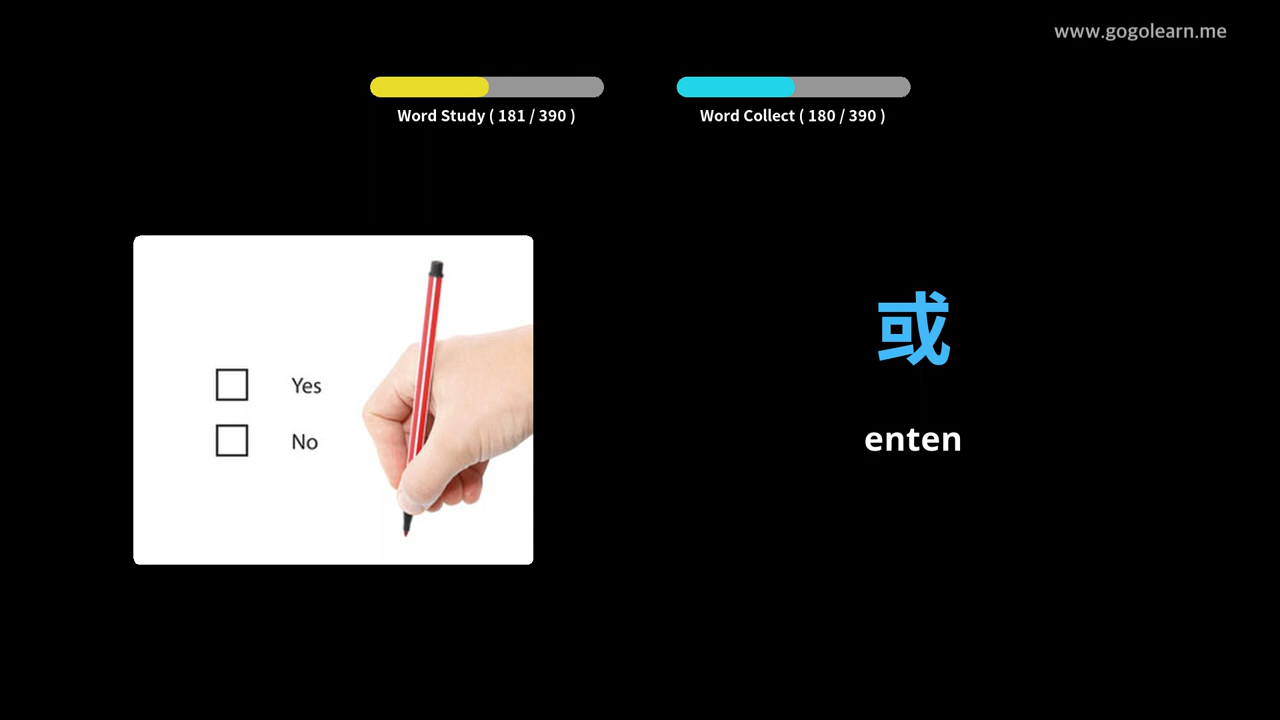 www.gogolearn.me
Word Study ( 181 / 390 )
Word Collect ( 180 / 390 )
Yes
No
或
enten